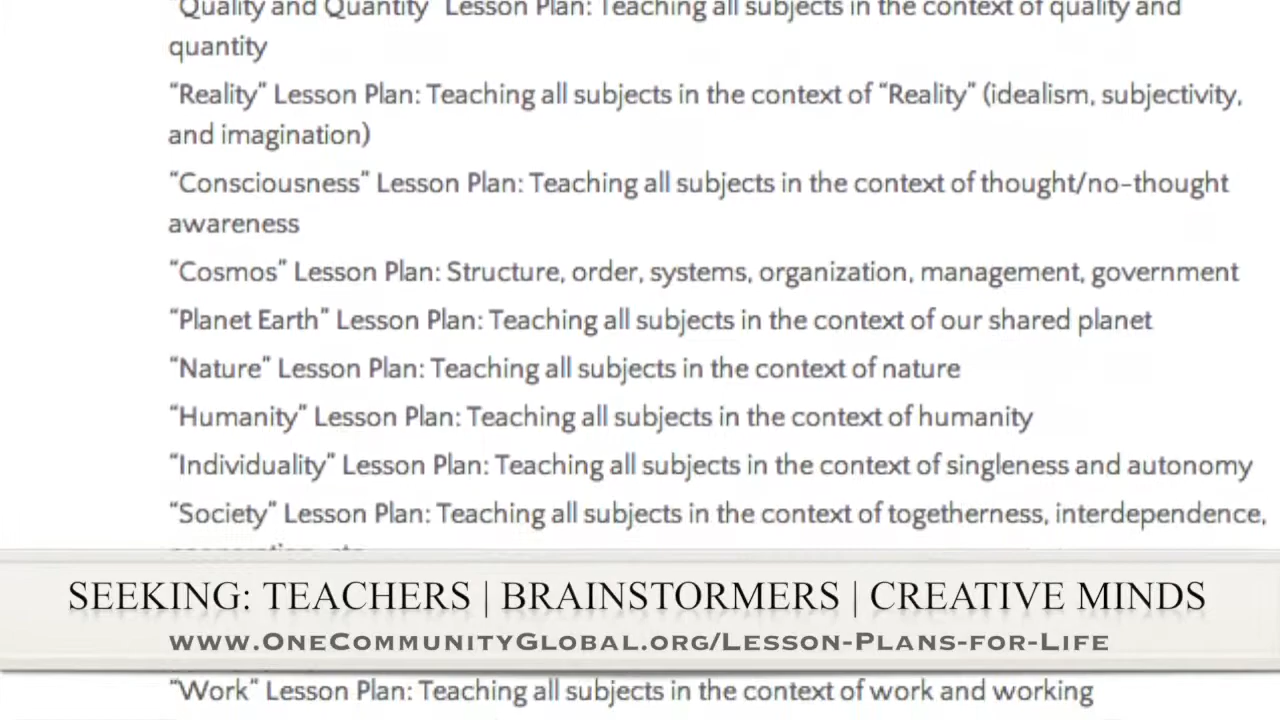 “Quality and Quantity” Lesson Plan: Teaching all subjects in the context of quality and
quantity
“Reality” Lesson Plan: Teaching all subjects in the context of “Reality” (idealism, subjectivity,
and imagination)
“Consciousness” Lesson Plan: Teaching all subjects in the context of thought/no-thought
awareness
“Cosmos” Lesson Plan: Structure, order, systems, organization, management, government
“Planet Earth” Lesson Plan: Teaching all subjects in the context of our shared planet
“Nature” Lesson Plan: Teaching all subjects in the context of nature
“Humanity” Lesson Plan: Teaching all subjects in the context of humanity
“Individuality” Lesson Plan: Teaching all subjects in the context of singleness and autonomy
“Society” Lesson Plan: Teaching all subjects in the context of togetherness, interdependence,
SEEKING: TEACHERS | BRAINSTORMERS | CREATIVE MINDS
www.OneCommunityGlobal.org/Lesson-Plans-for-Life
“Work” Lesson Plan: Teaching all subjects in the context of work and working